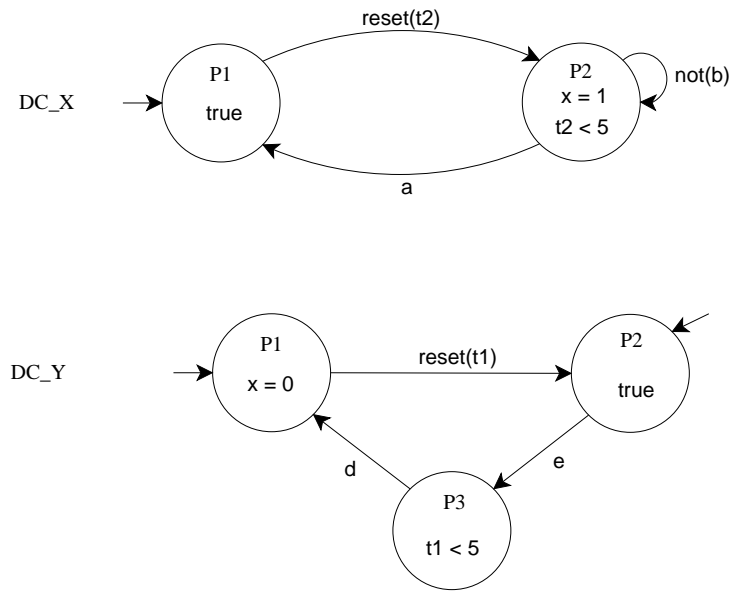 reset(t2)
DC_X
P1
true
P2
x = 1
t2 < 5
not(b)
a
DC_Y
P1
x = 0
reset(t1)
P2
true
d
e
P3
t1 < 5